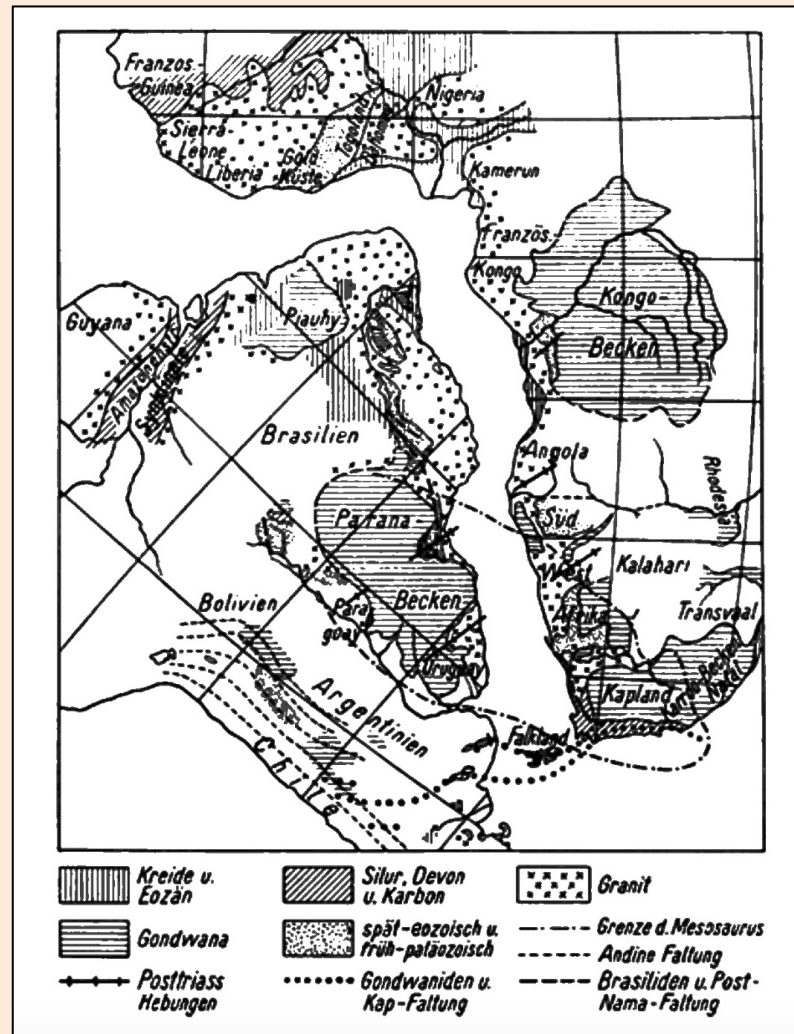 Französ.-
Guinea
Sierra-
Leone
Liberia
Gold
Küste
Togoland
Nigeria
Kamerun
Französ.-
Kongo
Kongo-
Becken
Guyana
Piauhy
Brasilien
Angola
Rhodesia
Parana-
Becken
Süd
West
Afrika
Kalahari
Transvaal
Bolivien
Para
guay
Uruguay
Argentinien
Chile
Falkland
Kapland
Karroo-Becken
Natal
Kreide u.
Eozän
Silur, Devon
u. Karbon
Granit
Gondwana
spät-eozoisch u.
früh-paläozoisch
Grenze d. Mesosaurus
Andine Faltung
Posttriass
Hebungen
Gondwaniden u.
Kap-Faltung
Brasiliden u. Post-
Nama-Faltung